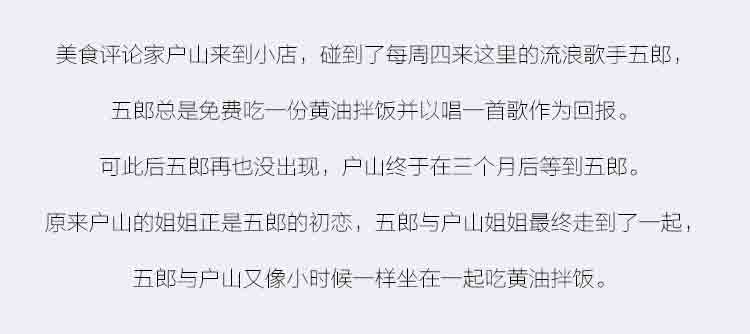 美食评论家户山来到小店，碰到了每周四来这里的流浪歌手五郎，
五郎总是免费吃一份黄油拌饭并以唱一首歌作为回报。
可此后五郎再也没出现，户山终于在三个月后等到五郎。
原来户山的姐姐正是五郎的初恋，五郎与户山姐姐最终走到了一起，
五郎与户山又像小时候一样坐在一起吃黄油拌饭。